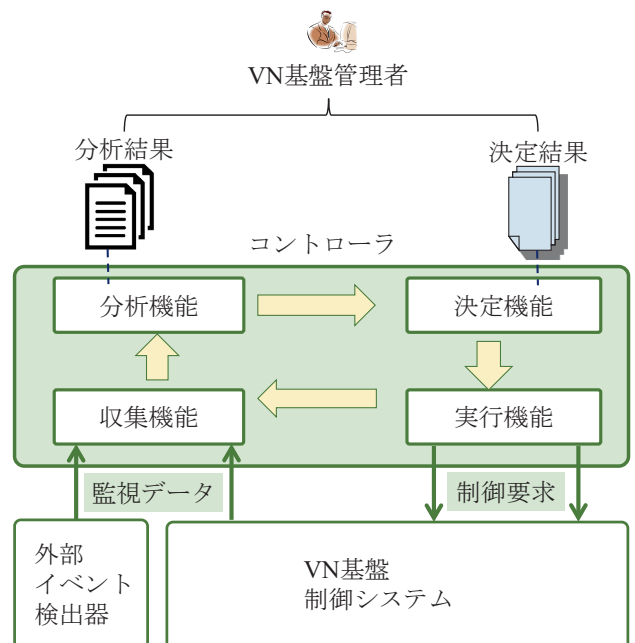 VN基盤管理者
分析結果
決定結果
コントローラ
分析機能
決定機能
収集機能
実行機能
監視データ
制御要求
外部
イベント
検出器
VN基盤
制御システム